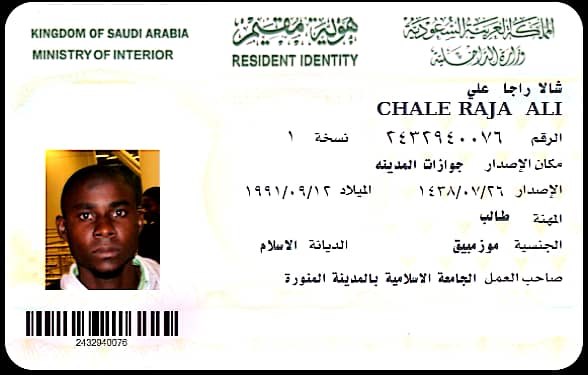 KINGDOM OF SAUDI ARABIA
MINISTRY OF INTERIOR
هوية مقيم
RESIDENT IDENTITY
المملكة العربية السعودية
وزارة الداخلية
شالا راجا علي
CHALE RAJA ALI
الرقم ٢٤٣٢٩٤٠٠٧٦ نسخة ١
مكان الإصدار جوازات المدينه
الإصدار ١٤٣٨/٠٧/٢٦ الميلاد ١٩٩١/٠٩/١٢
المهنة طالب
الجنسية موزمبيق الديانة الاسلام
صاحب العمل الجامعة الاسلامية بالمدينة المنورة
2432940076